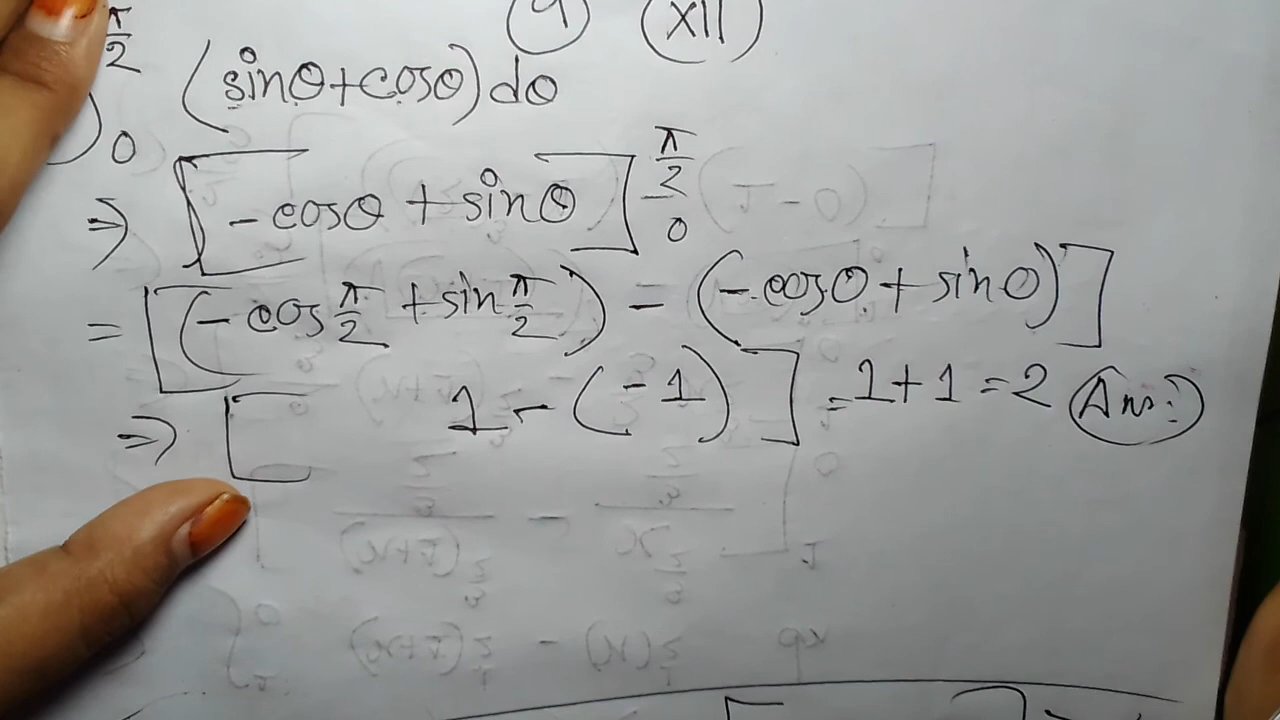 9 XII
∫₀^(π/2) (sinθ+cosθ)dθ
⇒ [-cosθ + sinθ]₀^(π/2)
= [(-cos π/2 + sin π/2) - (-cos0 + sin0)]
⇒ [1 - (-1)] = 1+1 = 2 Ans: